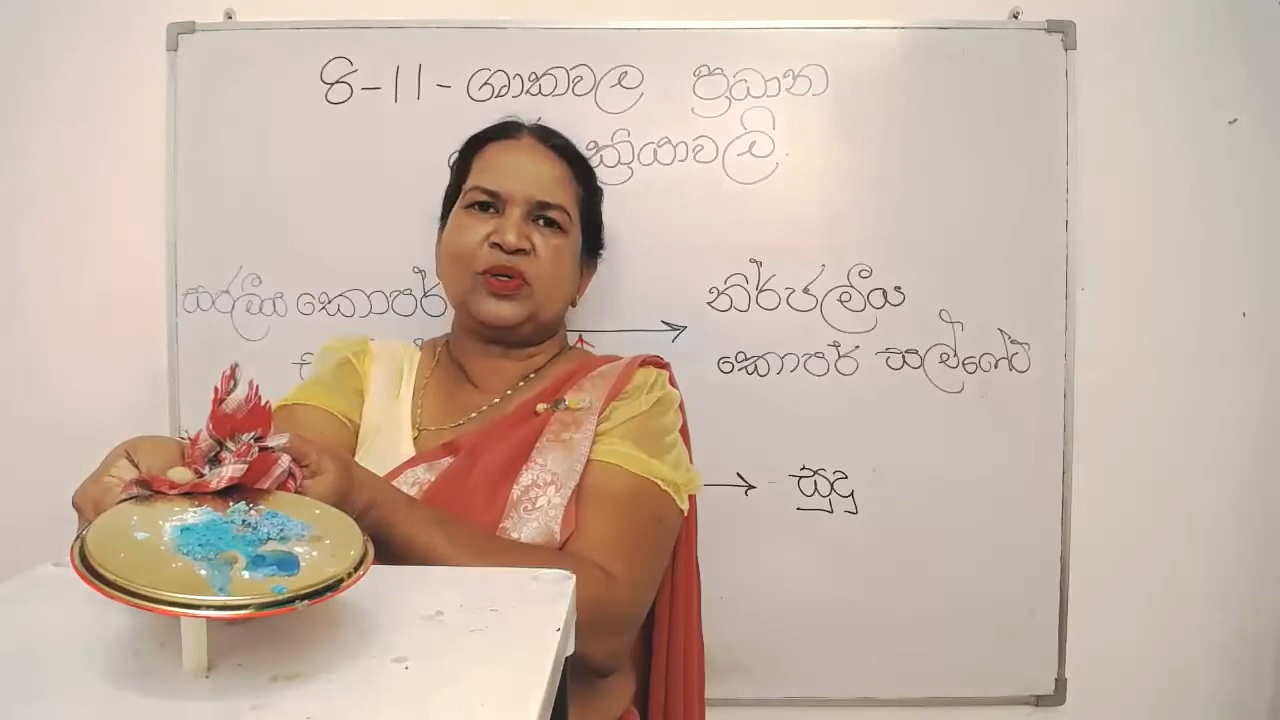 8-11- ශාකවල ප්‍රධාන
ක්‍රියාවලි.
සජලීය කොපර් නිර්ජලීය
කොපර් සල්ෆේට්
සුදු